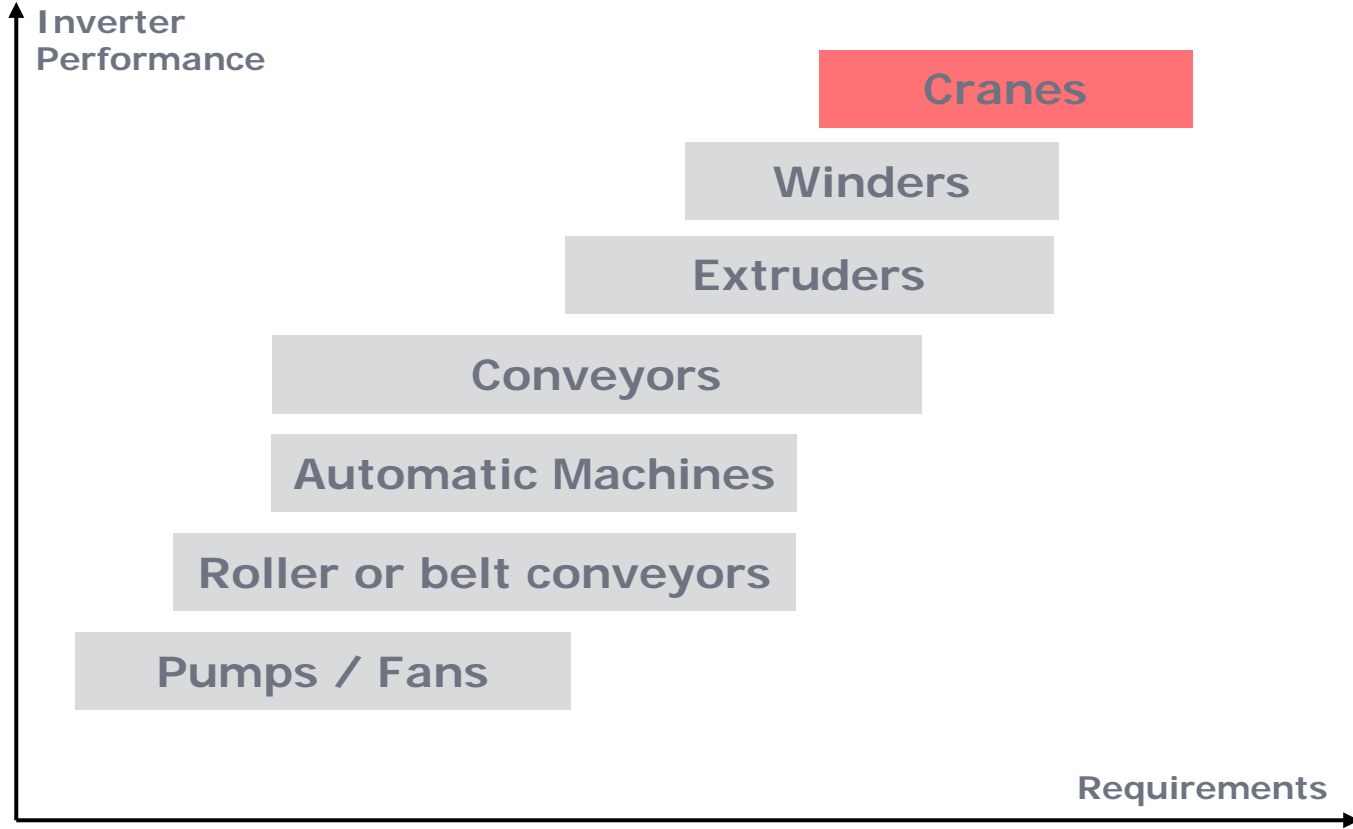 Inverter
Performance
Cranes
Winders
Extruders
Conveyors
Automatic Machines
Roller or belt conveyors
Pumps / Fans
Requirements